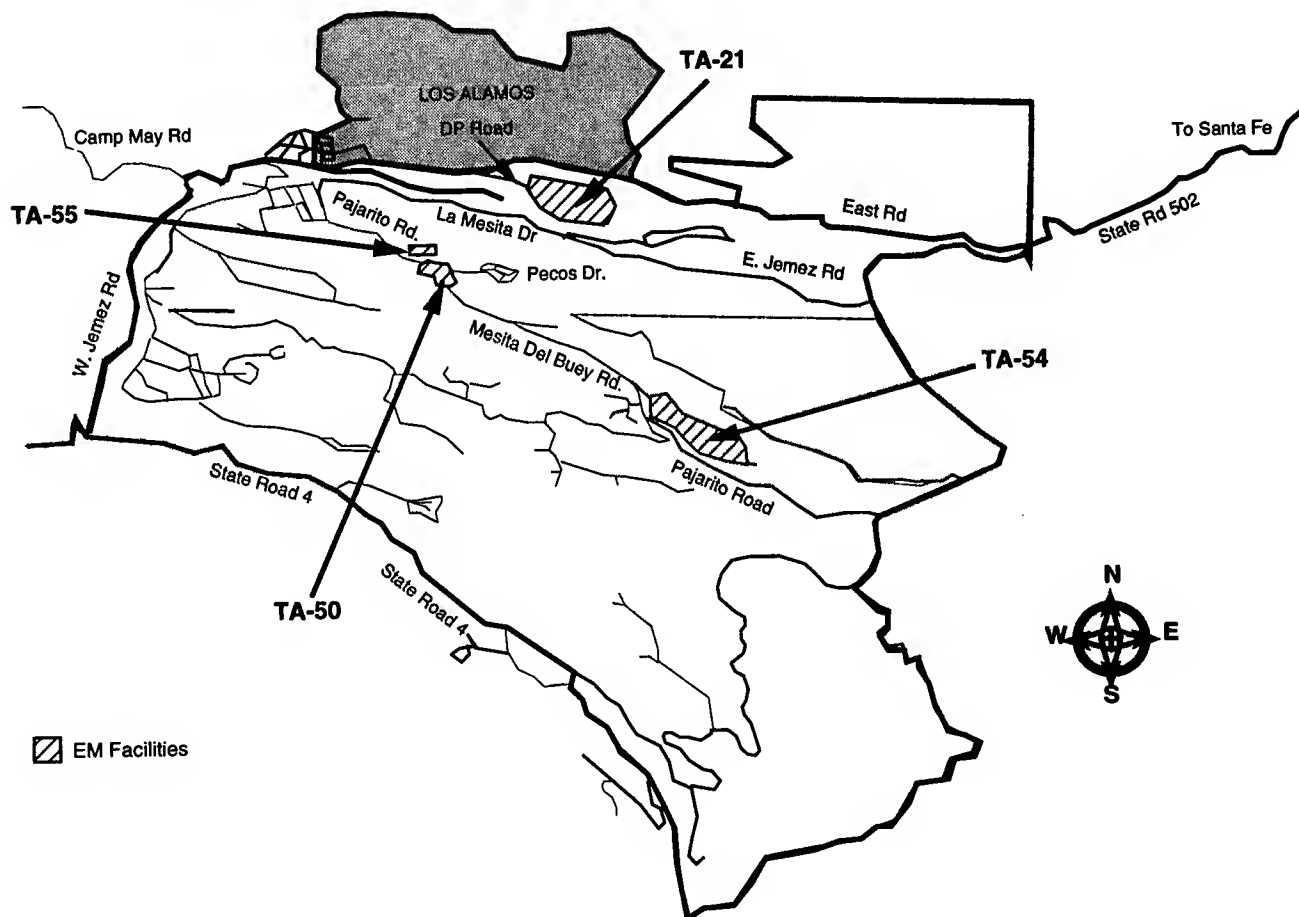 TA-21
LOS ALAMOS
DP Road
Camp May Rd
To Santa Fe
TA-55
Pajarito Rd.
La Mesita Dr
East Rd
State Rd 502
E. Jemez Rd
Pecos Dr.
W. Jemez Rd
Mesita Del Buey Rd.
TA-54
State Road 4
Pajarito Road
State Road 4
TA-50
N
W
E
S
EM Facilities